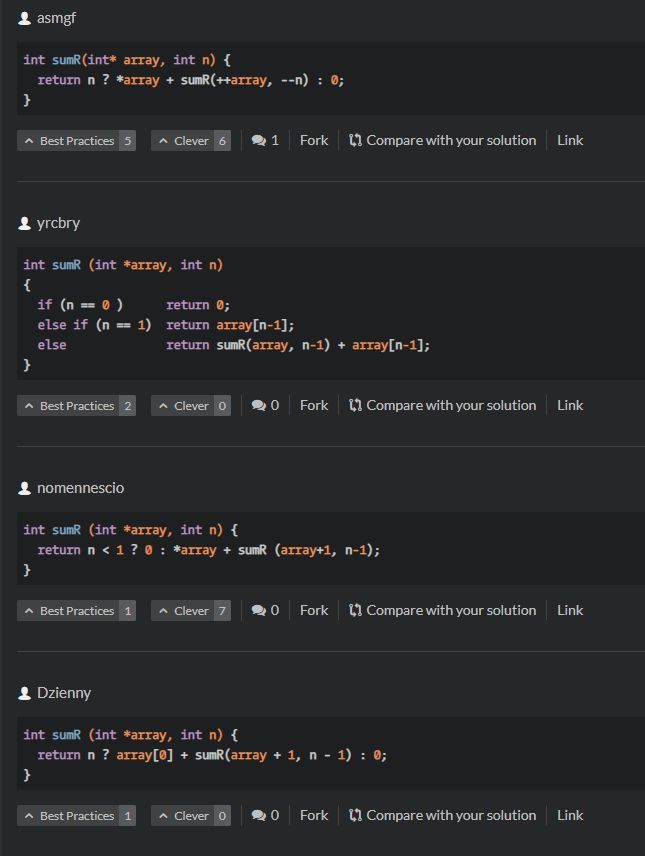 asmgf
int sumR(int* array, int n) {
  return n ? *array + sumR(++array, --n) : 0;
}
Best Practices 5 Clever 6 1 Fork Compare with your solution Link
yrcbry
int sumR (int *array, int n)
{
  if (n == 0 )      return 0;
  else if (n == 1)  return array[n-1];
  else              return sumR(array, n-1) + array[n-1];
}
Best Practices 2 Clever 0 0 Fork Compare with your solution Link
nomennescio
int sumR (int *array, int n) {
  return n < 1 ? 0 : *array + sumR (array+1, n-1);
}
Best Practices 1 Clever 7 0 Fork Compare with your solution Link
Dzienny
int sumR (int *array, int n) {
  return n ? array[0] + sumR(array + 1, n - 1) : 0;
}
Best Practices 1 Clever 0 0 Fork Compare with your solution Link